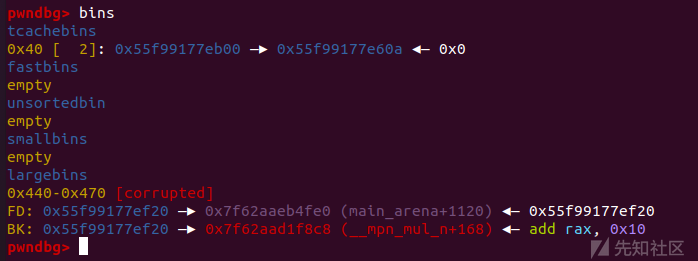 pwndbg> bins
tcachebins
0x40 [  2]: 0x55f99177eb00 —▸ 0x55f99177e60a ◂— 0x0
fastbins
empty
unsortedbin
empty
smallbins
empty
largebins
0x440-0x470 [corrupted]
FD: 0x55f99177ef20 —▸ 0x7f62aaeb4fe0 (main_arena+1120) ◂— 0x55f99177ef20
BK: 0x55f99177ef20 —▸ 0x7f62aad1f8c8 (__mpn_mul_n+168) ◂— add rax, 0x10
pwndbg>
先知社区